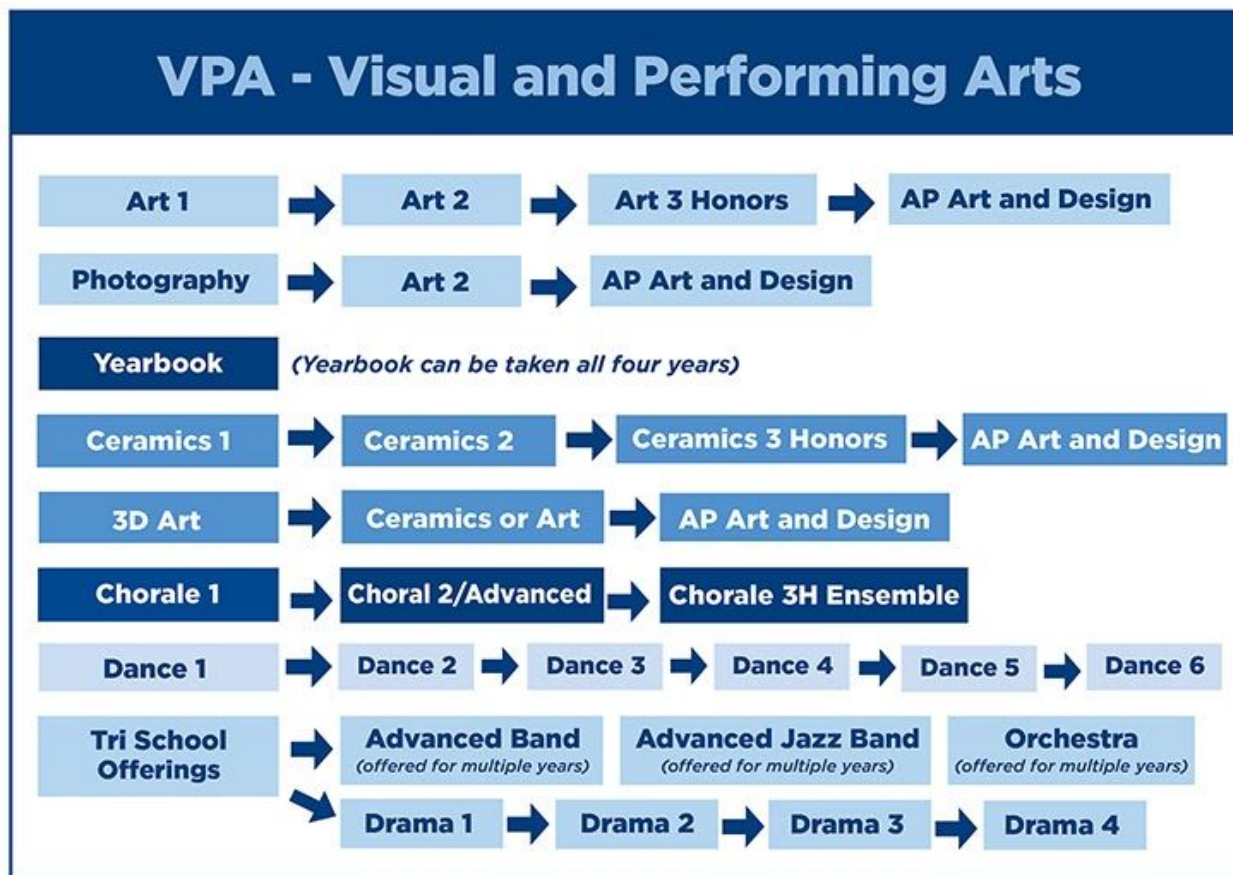 VPA - Visual and Performing Arts
Art 1
Art 2
Art 3 Honors
AP Art and Design
Photography
Art 2
AP Art and Design
Yearbook
(Yearbook can be taken all four years)
Ceramics 1
Ceramics 2
Ceramics 3 Honors
AP Art and Design
3D Art
Ceramics or Art
AP Art and Design
Chorale 1
Choral 2/Advanced
Chorale 3H Ensemble
Dance 1
Dance 2
Dance 3
Dance 4
Dance 5
Dance 6
Tri School
Offerings
Advanced Band
(offered for multiple years)
Advanced Jazz Band
(offered for multiple years)
Orchestra
(offered for multiple years)
Drama 1
Drama 2
Drama 3
Drama 4